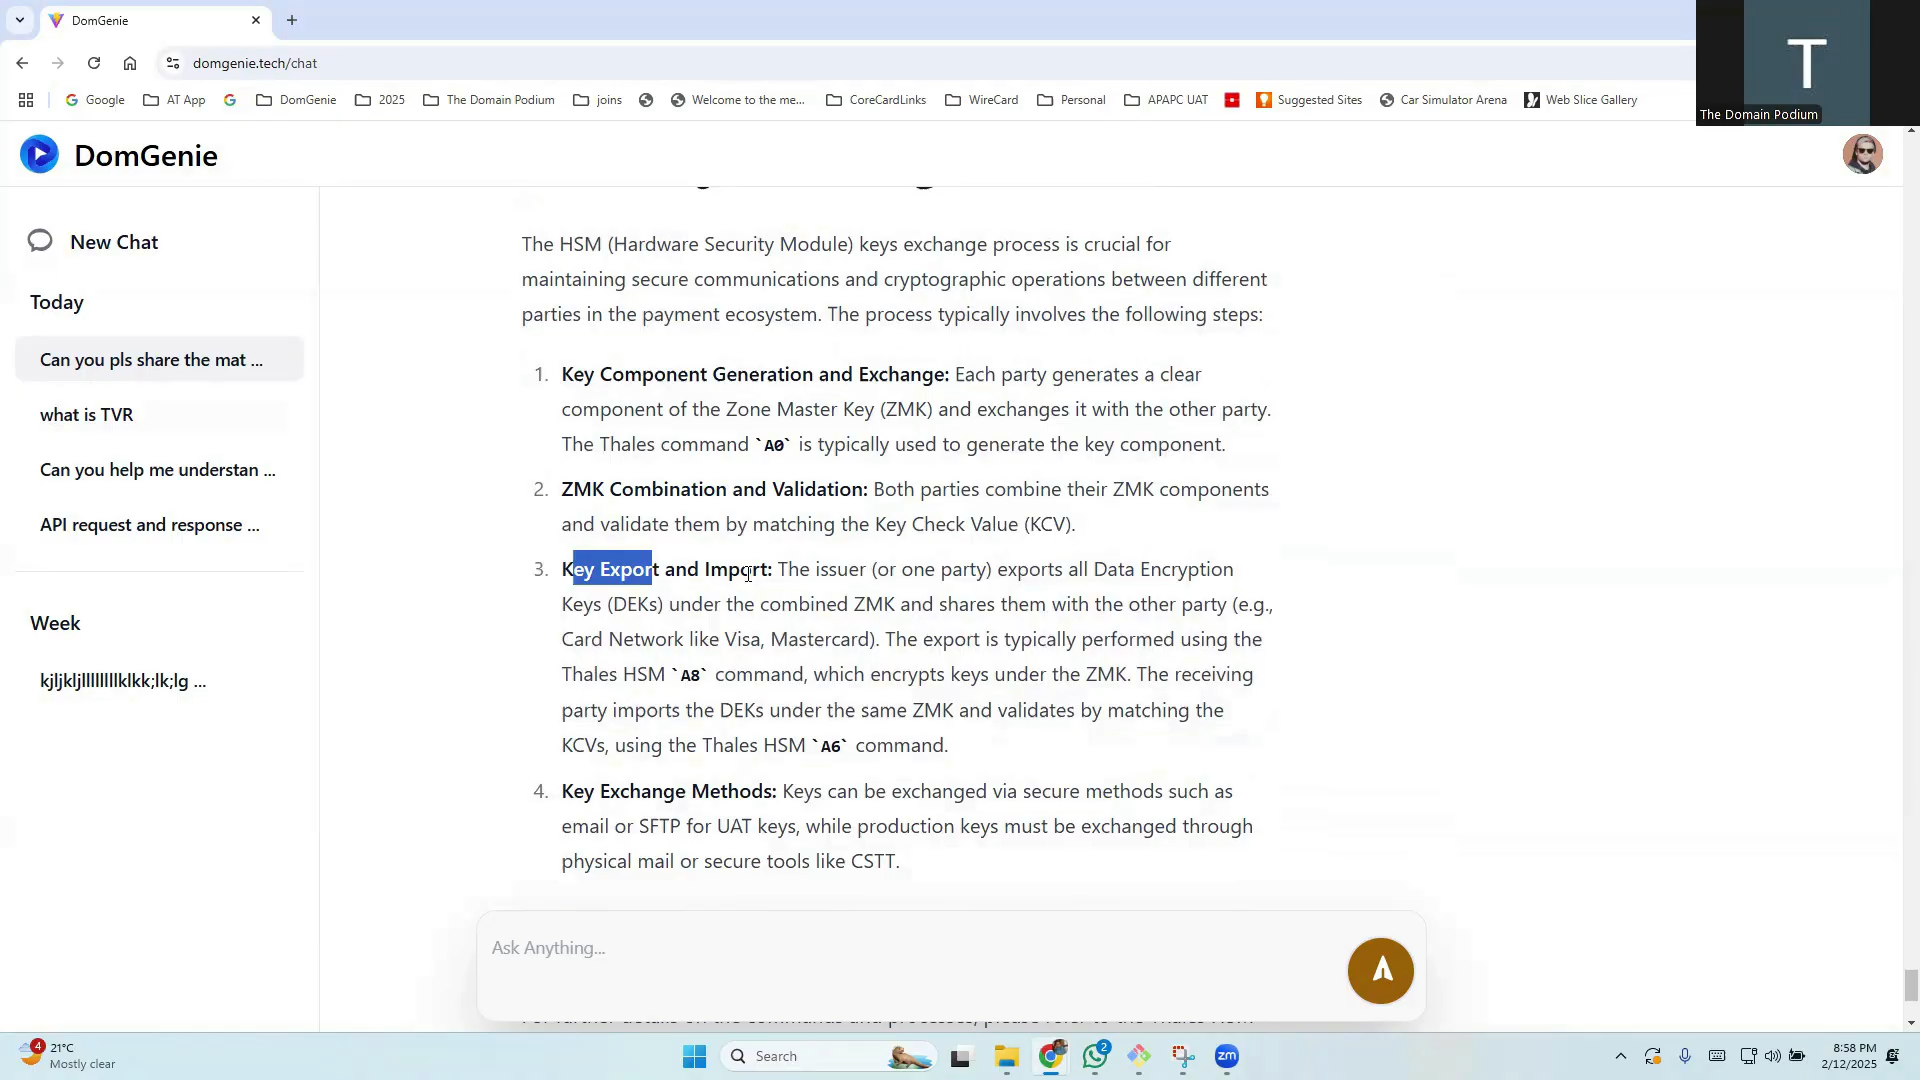 DomGenie
domgenie.tech/chat
Google
AT App
DomGenie
2025
The Domain Podium
joins
Welcome to the me...
CoreCardLinks
WireCard
Personal
APAPC UAT
Suggested Sites
Car Simulator Arena
Web Slice Gallery
T
The Domain Podium
DomGenie
New Chat
Today
Can you pls share the mat ...
what is TVR
Can you help me understan ...
API request and response ...
Week
kjljkljlllllllllklkk;lk;lg ...
The HSM (Hardware Security Module) keys exchange process is crucial for
maintaining secure communications and cryptographic operations between different
parties in the payment ecosystem. The process typically involves the following steps:
1. Key Component Generation and Exchange: Each party generates a clear
component of the Zone Master Key (ZMK) and exchanges it with the other party.
The Thales command `A0` is typically used to generate the key component.
2. ZMK Combination and Validation: Both parties combine their ZMK components
and validate them by matching the Key Check Value (KCV).
3. Key Export and Import: The issuer (or one party) exports all Data Encryption
Keys (DEKs) under the combined ZMK and shares them with the other party (e.g.,
Card Network like Visa, Mastercard). The export is typically performed using the
Thales HSM `A8` command, which encrypts keys under the ZMK. The receiving
party imports the DEKs under the same ZMK and validates by matching the
KCVs, using the Thales HSM `A6` command.
4. Key Exchange Methods: Keys can be exchanged via secure methods such as
email or SFTP for UAT keys, while production keys must be exchanged through
physical mail or secure tools like CSTT.
Ask Anything...
4
21°C
Mostly clear
Search
2
zm
8:58 PM
2/12/2025